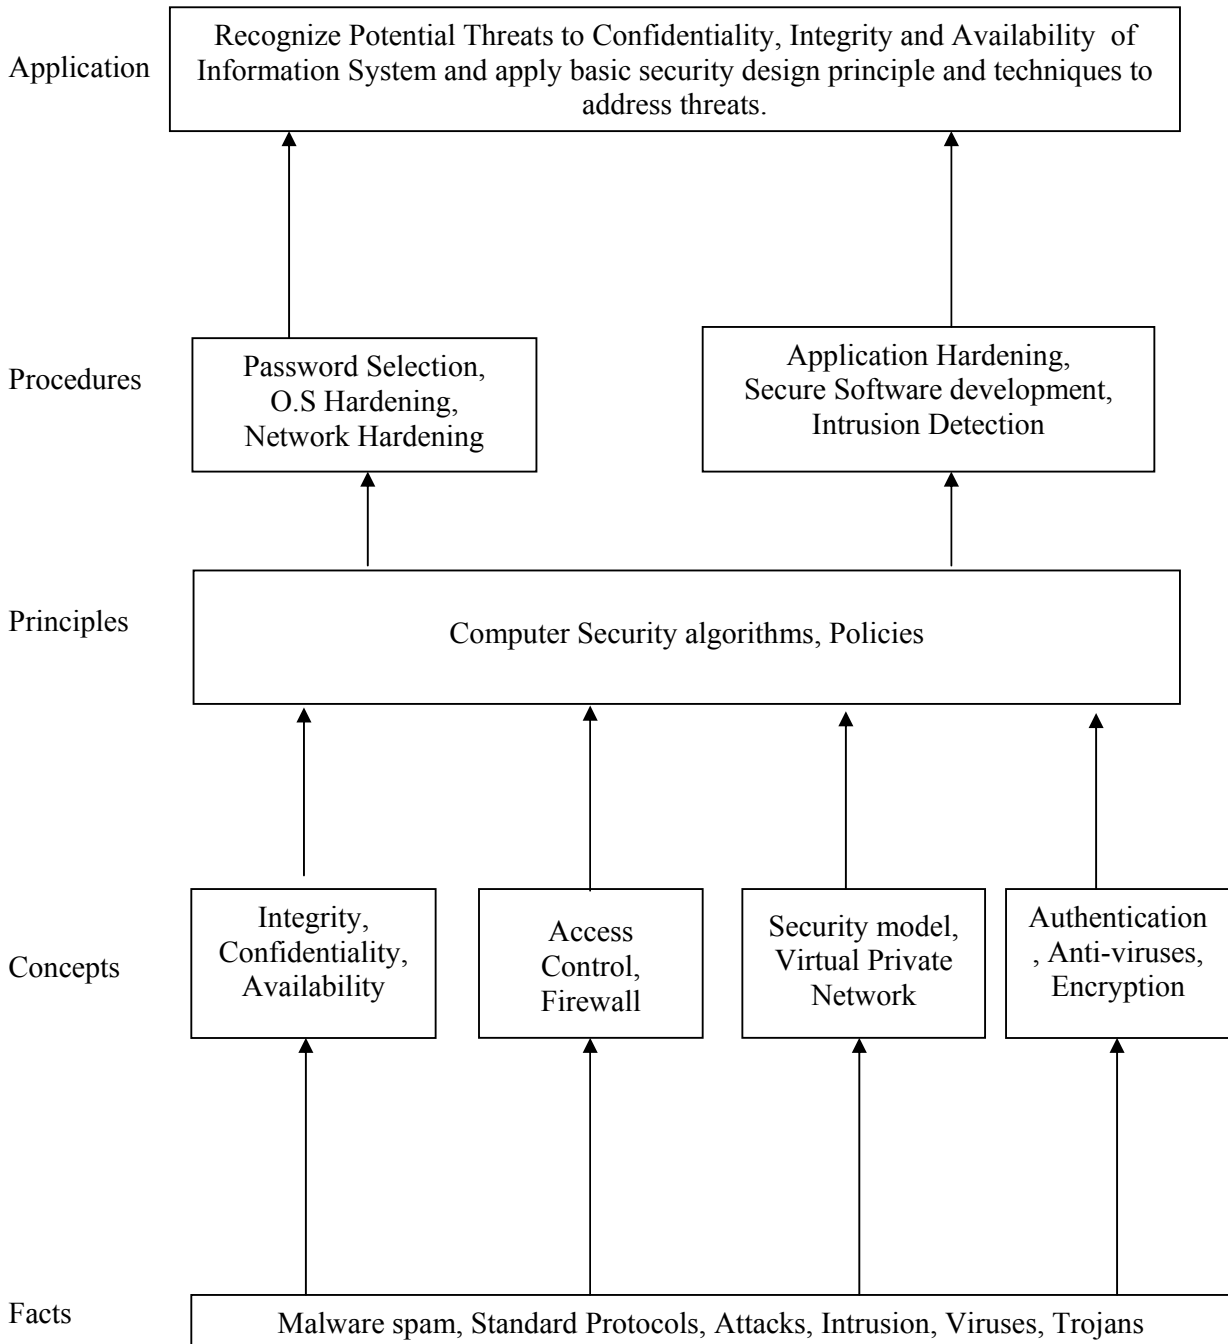 Application
Recognize Potential Threats to Confidentiality, Integrity and Availability of
Information System and apply basic security design principle and techniques to
address threats.
Procedures
Password Selection,
O.S Hardening,
Network Hardening
Application Hardening,
Secure Software development,
Intrusion Detection
Principles
Computer Security algorithms, Policies
Concepts
Integrity,
Confidentiality,
Availability
Access
Control,
Firewall
Security model,
Virtual Private
Network
Authentication
, Anti-viruses,
Encryption
Facts
Malware spam, Standard Protocols, Attacks, Intrusion, Viruses, Trojans